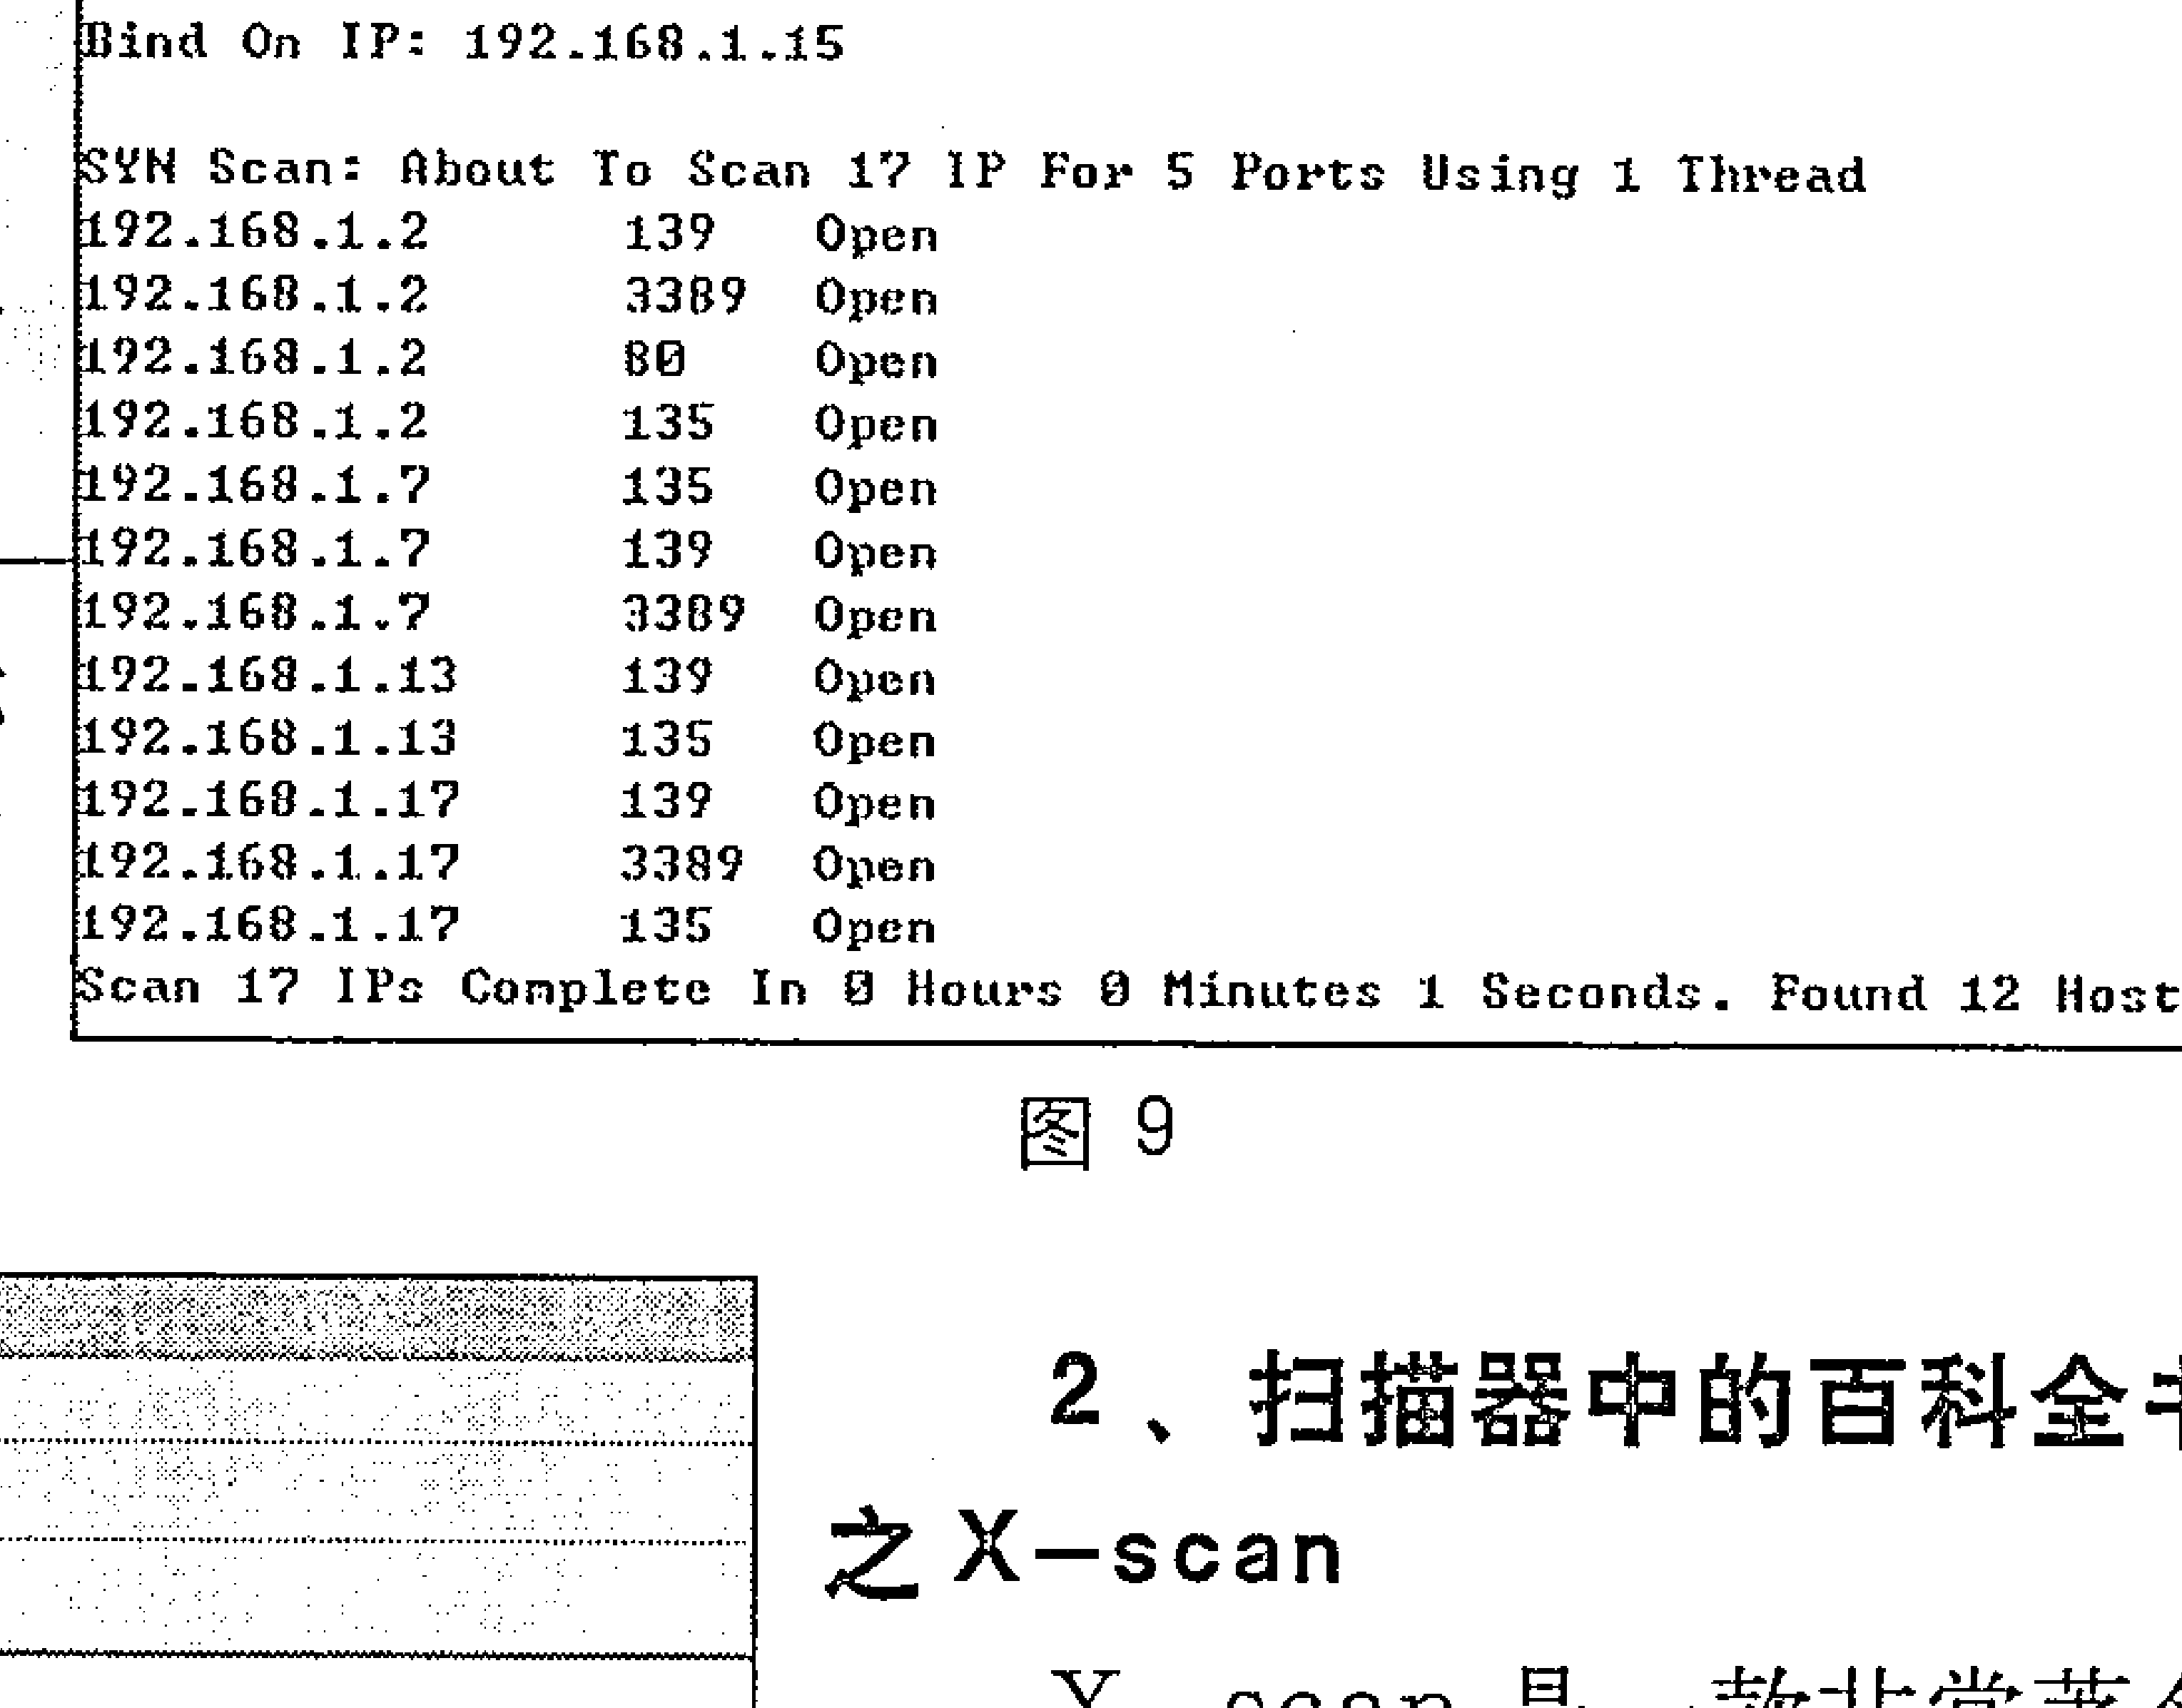 Bind On IP: 192.168.1.15
SYN Scan: About To Scan 17 IP For 5 Ports Using 1 Thread
192.168.1.2 139 Open
192.168.1.2 3389 Open
192.168.1.2 80 Open
192.168.1.2 135 Open
192.168.1.7 135 Open
192.168.1.7 139 Open
192.168.1.7 3389 Open
192.168.1.13 139 Open
192.168.1.13 135 Open
192.168.1.17 139 Open
192.168.1.17 3389 Open
192.168.1.17 135 Open
Scan 17 IPs Complete In 0 Hours 0 Minutes 1 Seconds. Found 12 Host
图 9
2、扫描器中的百科全
之 X-scan